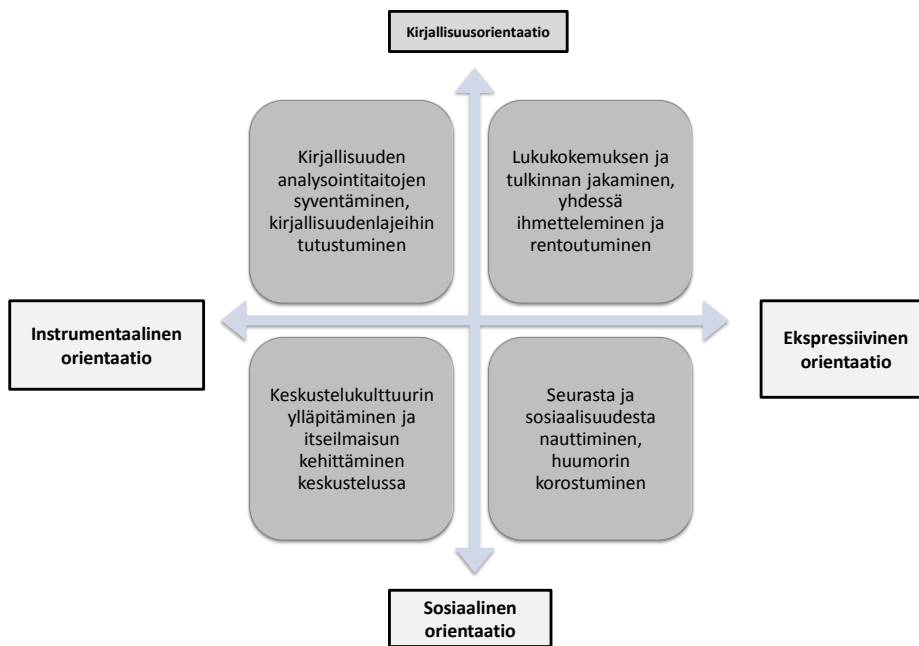 Kirjallisuusorientaatio
Kirjallisuuden
analysointitaitojen
syventäminen,
kirjallisuudenlajeihin
tutustuminen
Lukukokemuksen ja
tulkinnan jakaminen,
yhdessä
ihmetteleminen ja
rentoutuminen
Instrumentaalinen
orientaatio
Ekspressiivinen
orientaatio
Keskustelukulttuurin
ylläpitäminen ja
itseilmaisun
kehittäminen
keskustelussa
Seurasta ja
sosiaalisuudesta
nauttiminen,
huumorin
korostuminen
Sosiaalinen
orientaatio